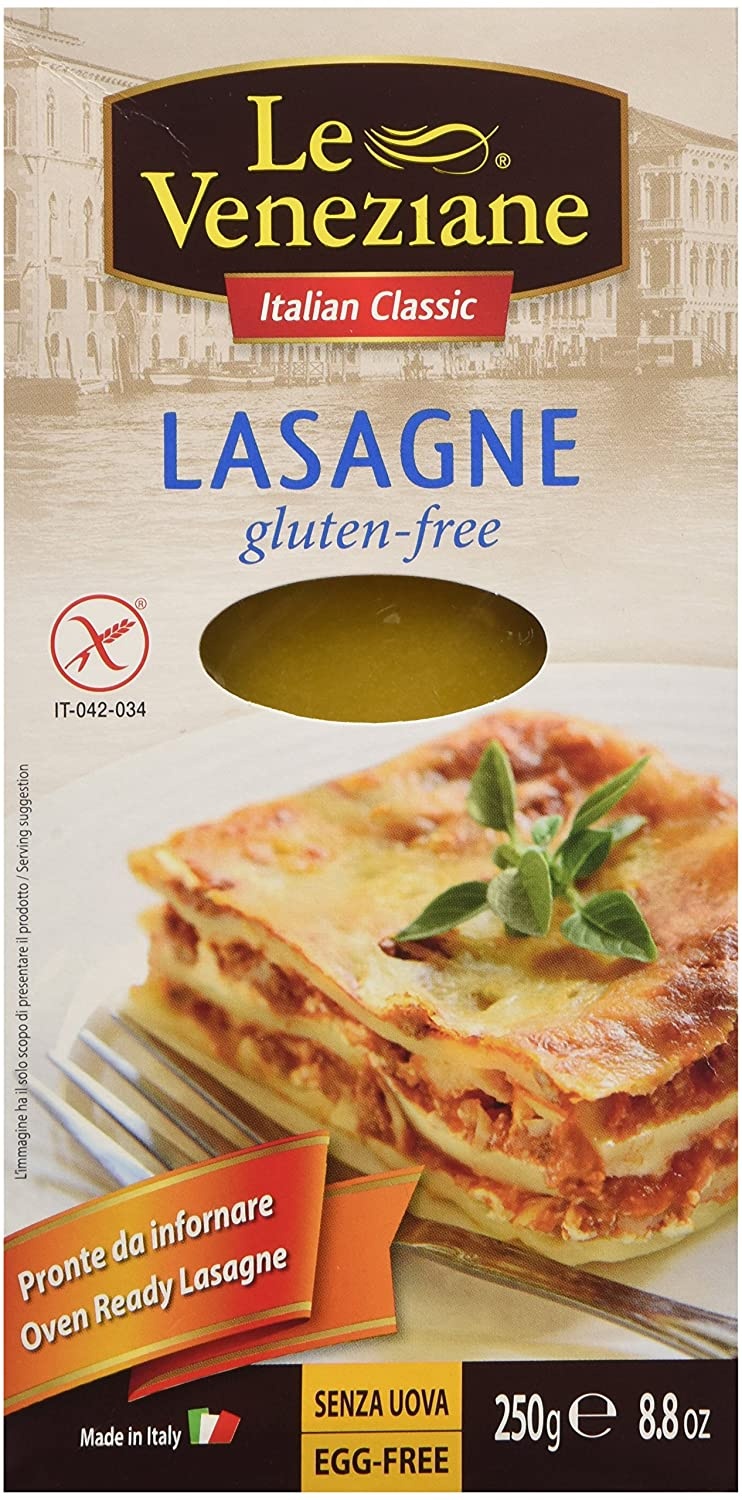 Le
®
Veneziane
Italian Classic
LASAGNE
gluten-free
®
IT-042-034
L'immagine ha il solo scopo di presentare il prodotto / Serving suggestion
Pronte da infornare
Oven Ready Lasagne
Made in Italy
SENZA UOVA
EGG-FREE
250g ℮ 8.8 oz